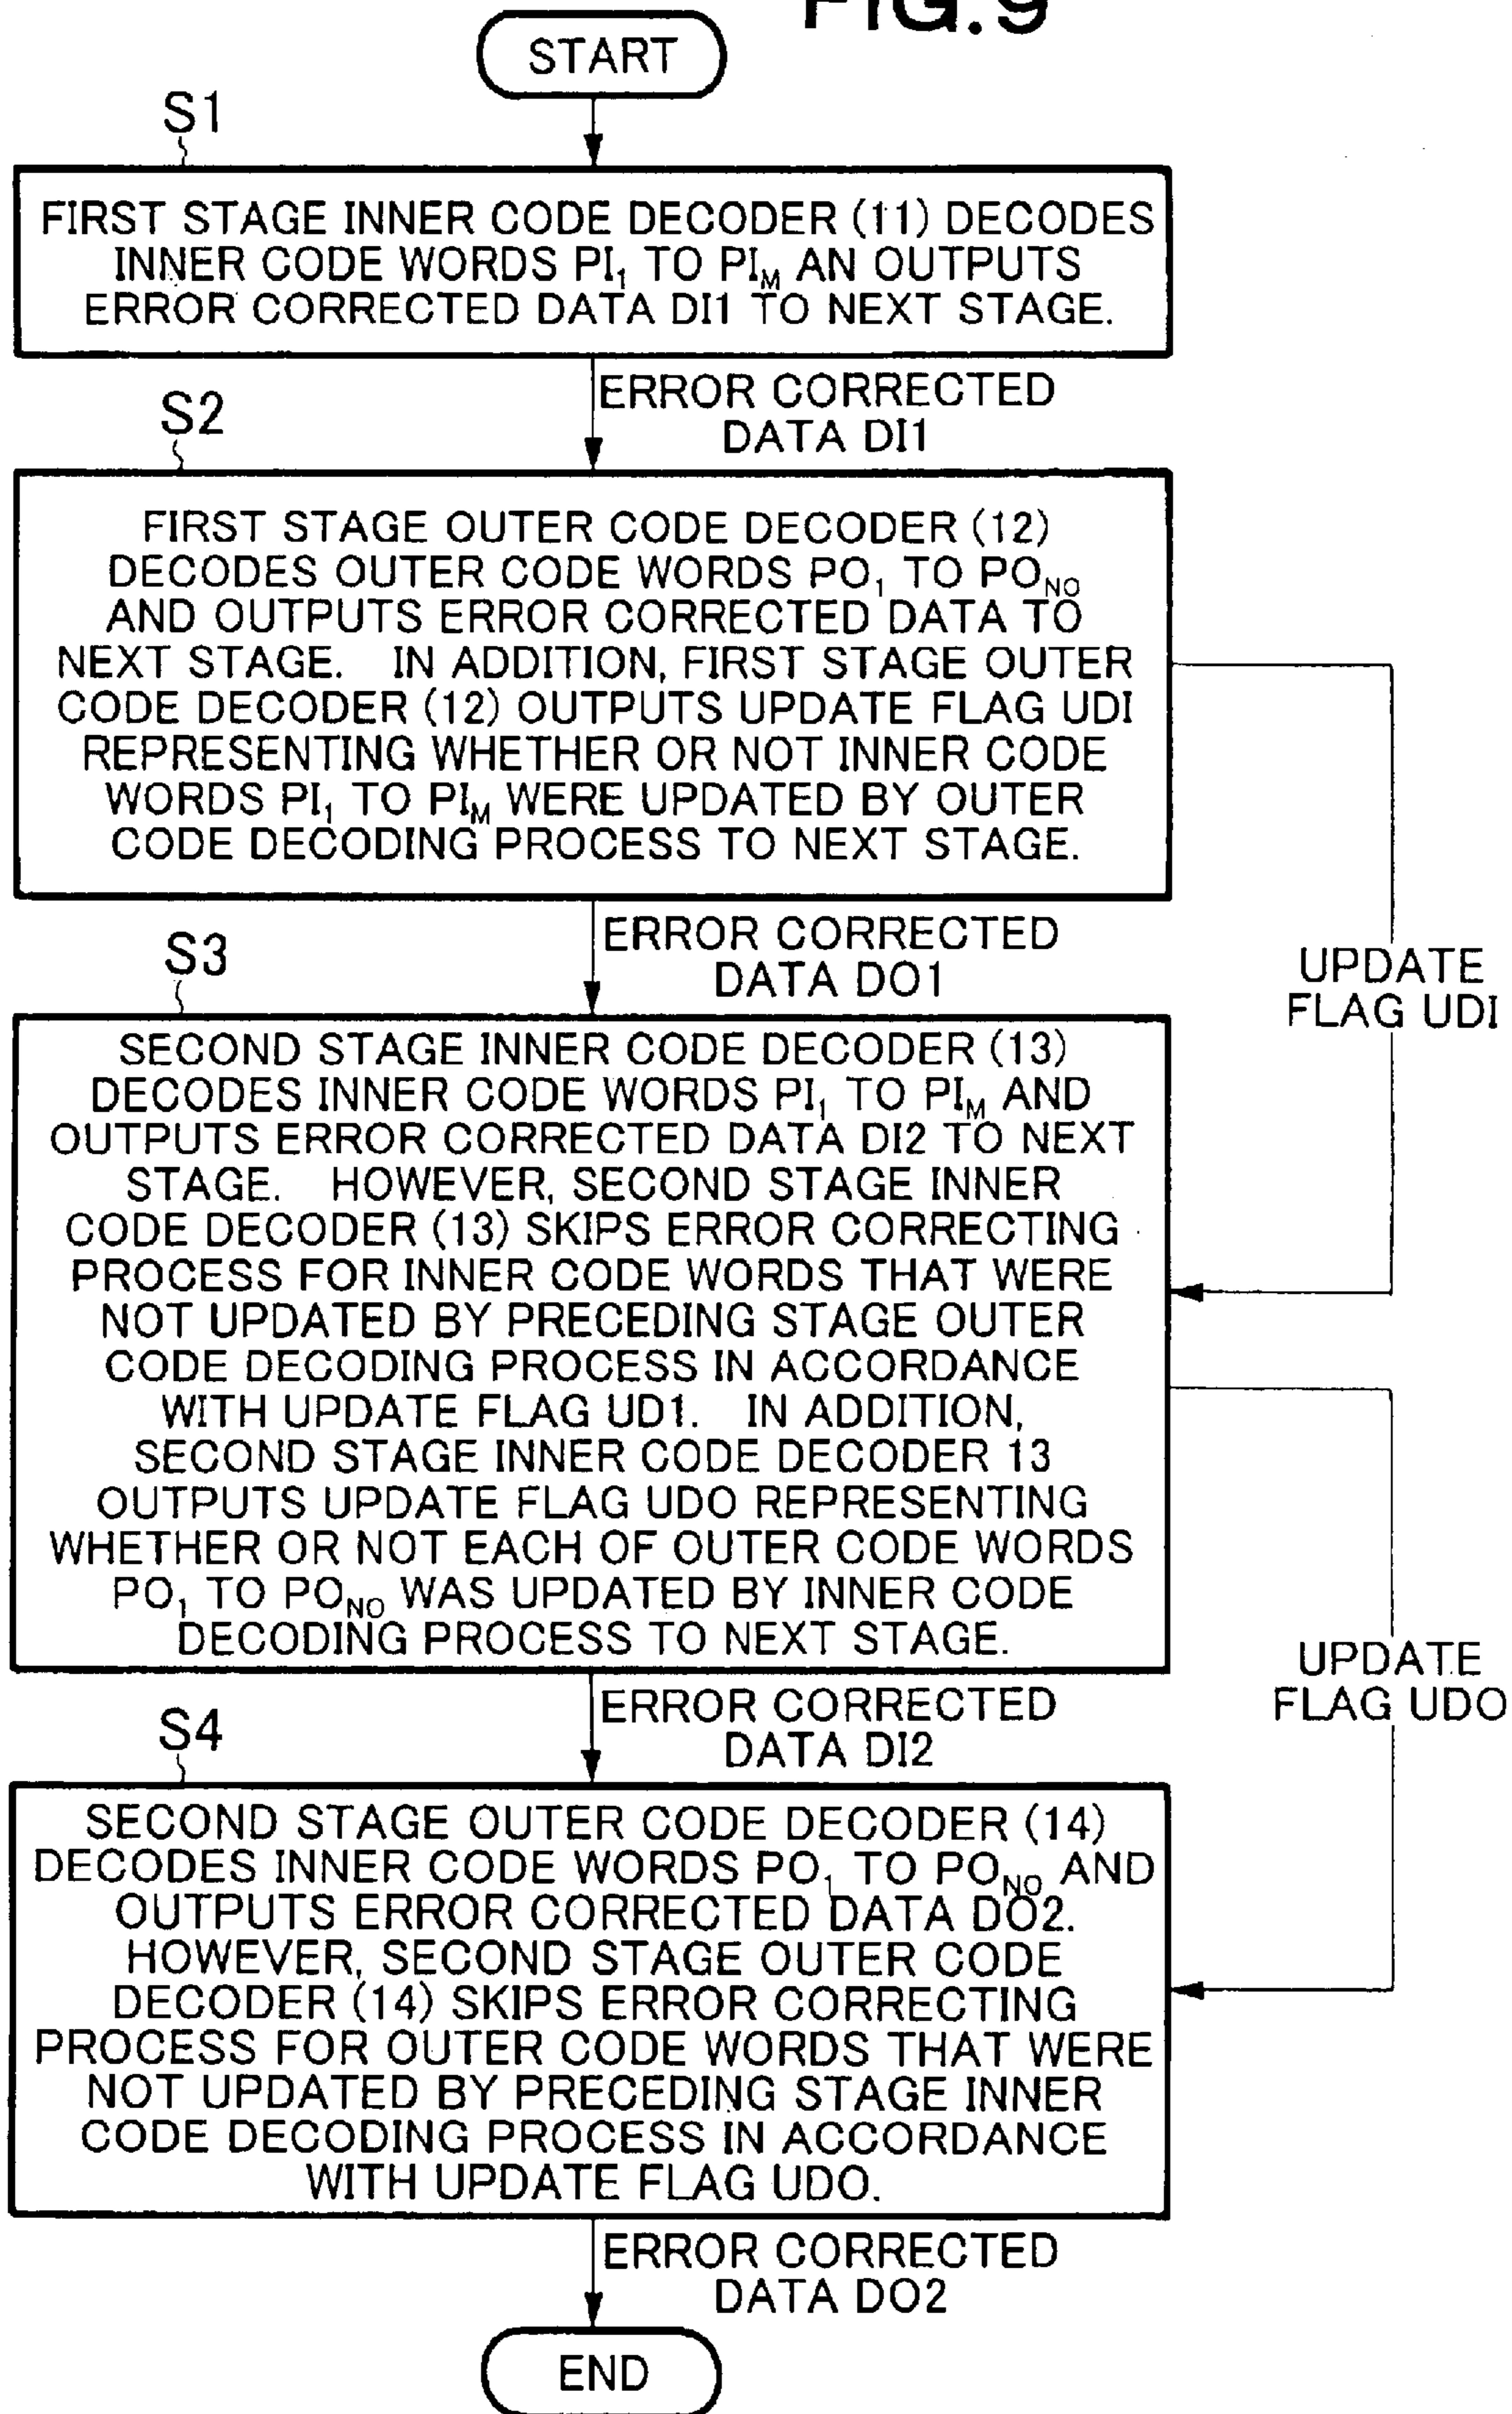 FIG.9
START
S1
FIRST STAGE INNER CODE DECODER (11) DECODES
INNER CODE WORDS PI₁ TO PI_M AN OUTPUTS
ERROR CORRECTED DATA DI1 TO NEXT STAGE.
ERROR CORRECTED
DATA DI1
S2
FIRST STAGE OUTER CODE DECODER (12)
DECODES OUTER CODE WORDS PO₁ TO PO_NO
AND OUTPUTS ERROR CORRECTED DATA TO
NEXT STAGE. IN ADDITION, FIRST STAGE OUTER
CODE DECODER (12) OUTPUTS UPDATE FLAG UDI
REPRESENTING WHETHER OR NOT INNER CODE
WORDS PI₁ TO PI_M WERE UPDATED BY OUTER
CODE DECODING PROCESS TO NEXT STAGE.
ERROR CORRECTED
DATA DO1
UPDATE
FLAG UDI
S3
SECOND STAGE INNER CODE DECODER (13)
DECODES INNER CODE WORDS PI₁ TO PI_M AND
OUTPUTS ERROR CORRECTED DATA DI2 TO NEXT
STAGE. HOWEVER, SECOND STAGE INNER
CODE DECODER (13) SKIPS ERROR CORRECTING
PROCESS FOR INNER CODE WORDS THAT WERE
NOT UPDATED BY PRECEDING STAGE OUTER
CODE DECODING PROCESS IN ACCORDANCE
WITH UPDATE FLAG UD1. IN ADDITION,
SECOND STAGE INNER CODE DECODER 13
OUTPUTS UPDATE FLAG UDO REPRESENTING
WHETHER OR NOT EACH OF OUTER CODE WORDS
PO₁ TO PO_NO WAS UPDATED BY INNER CODE
DECODING PROCESS TO NEXT STAGE.
ERROR CORRECTED
DATA DI2
UPDATE
FLAG UDO
S4
SECOND STAGE OUTER CODE DECODER (14)
DECODES INNER CODE WORDS PO₁ TO PO_NO AND
OUTPUTS ERROR CORRECTED DATA DO2.
HOWEVER, SECOND STAGE OUTER CODE
DECODER (14) SKIPS ERROR CORRECTING
PROCESS FOR OUTER CODE WORDS THAT WERE
NOT UPDATED BY PRECEDING STAGE INNER
CODE DECODING PROCESS IN ACCORDANCE
WITH UPDATE FLAG UDO.
ERROR CORRECTED
DATA DO2
END